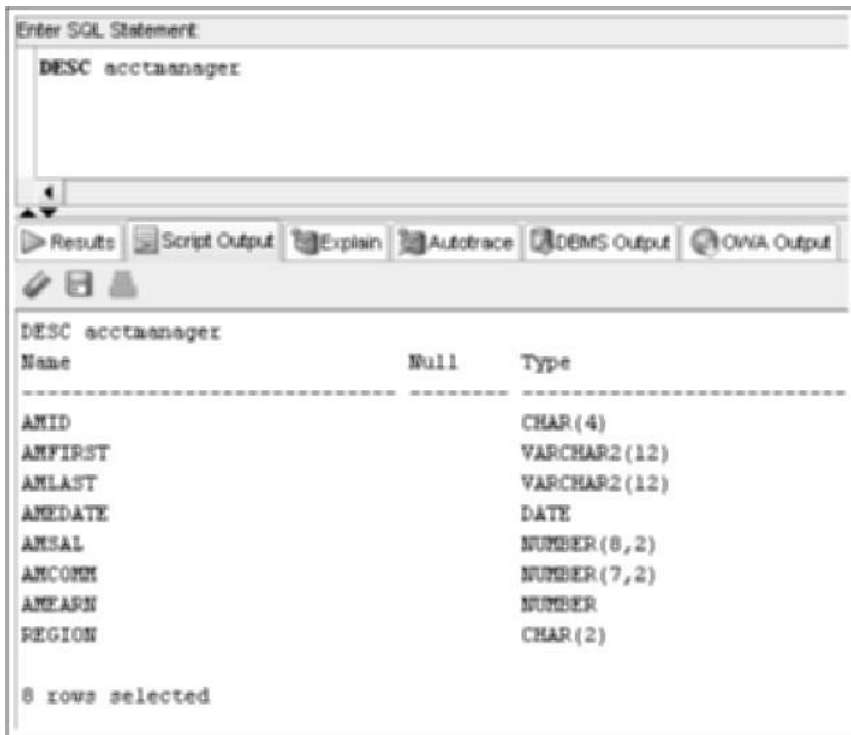 Enter SQL Statement:
DESC acctmanager
Results Script Output Explain Autotrace DBMS Output OWA Output
DESC acctmanager
Name Null Type
------------------------------ -------- --------------------------
AMID CHAR(4)
AMFIRST VARCHAR2(12)
AMLAST VARCHAR2(12)
AMEDATE DATE
AMSAL NUMBER(8,2)
AMCOMM NUMBER(7,2)
AMEARN NUMBER
REGION CHAR(2)
8 rows selected